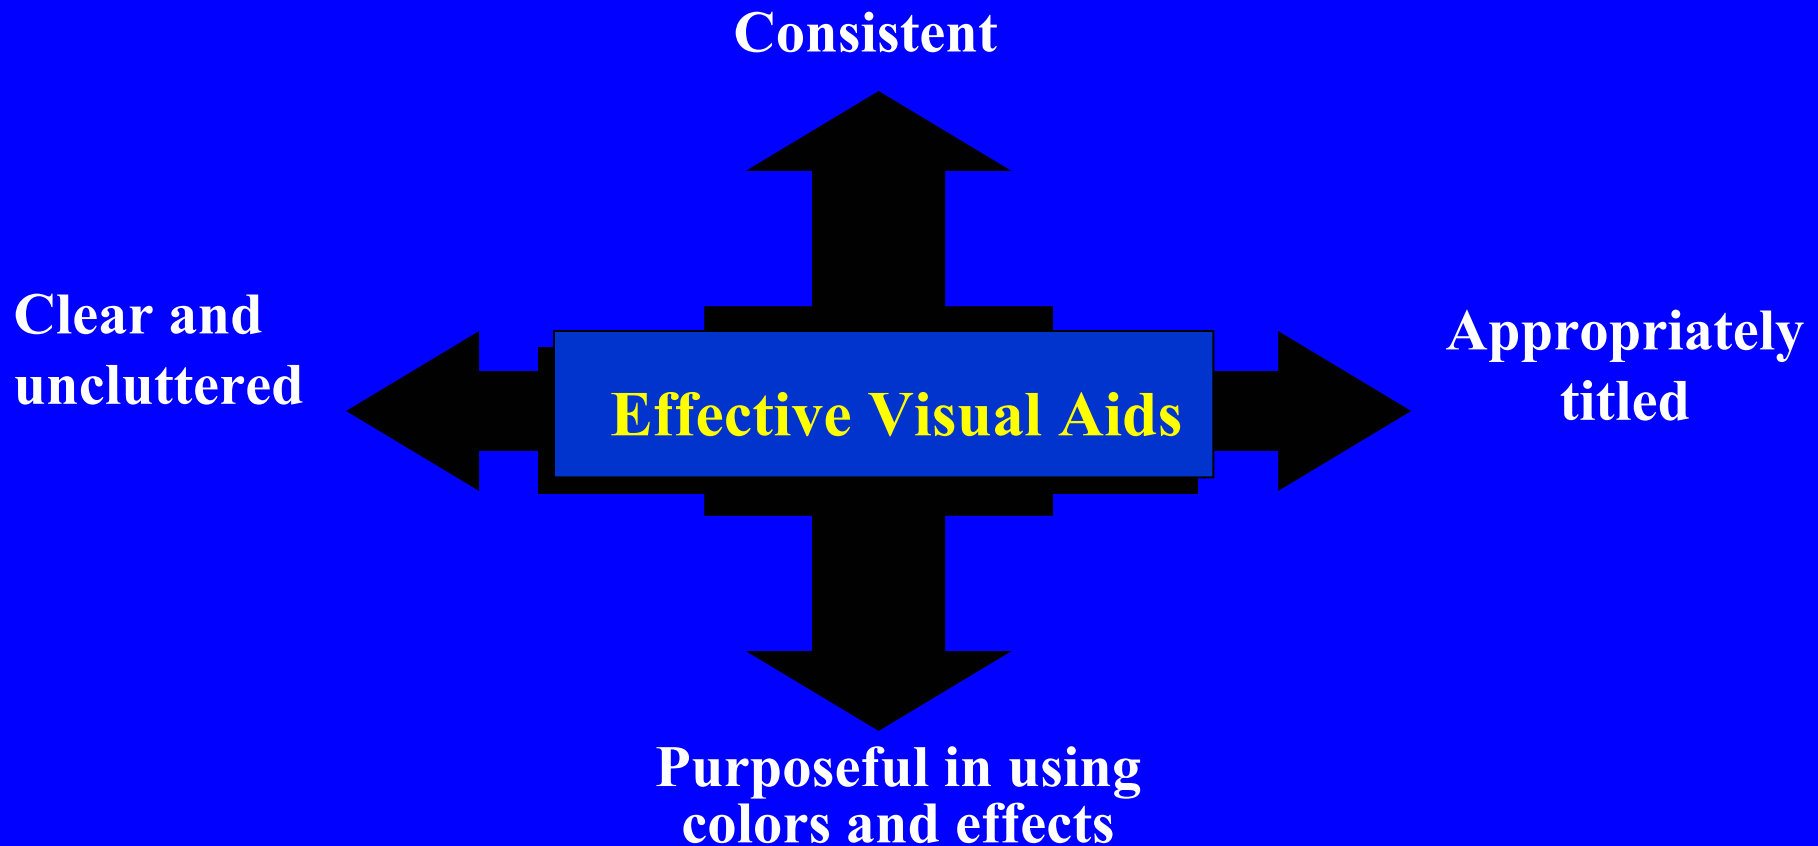 Consistent
Clear and
uncluttered
Effective Visual Aids
Appropriately
titled
Purposeful in using
colors and effects